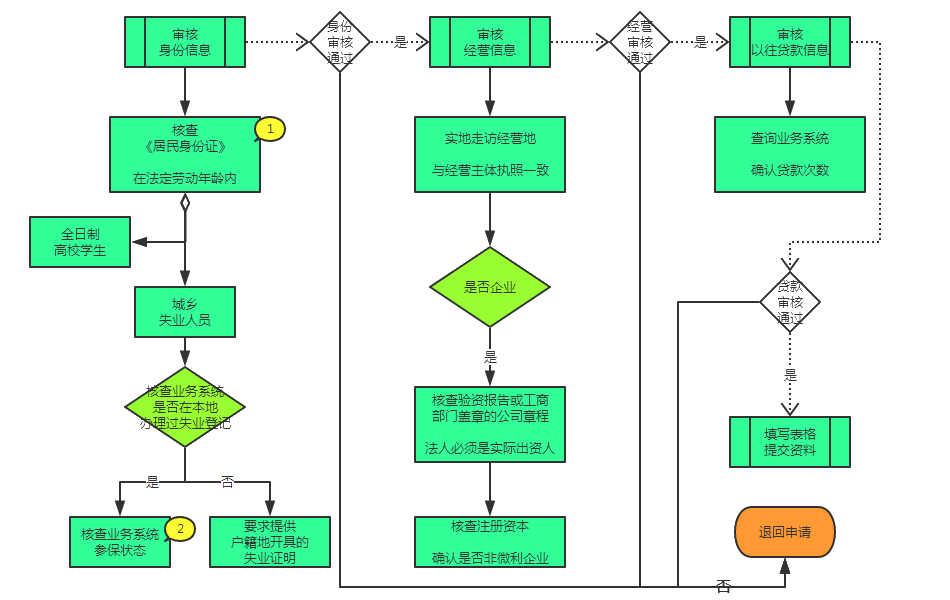 审核
身份信息
身份
审核
通过
是
审核
经营信息
经营
审核
通过
是
审核
以往贷款信息
核查
《居民身份证》
在法定劳动年龄内
1
全日制
高校学生
城乡
失业人员
核查业务系统
是否在本地
办理过失业登记
是
否
核查业务系统
参保状态
2
要求提供
户籍地开具的
失业证明
实地走访经营地
与经营主体执照一致
是否企业
是
核查验资报告或工商
部门盖章的公司章程
法人必须是实际出资人
核查注册资本
确认是否非微利企业
查询业务系统
确认贷款次数
贷款
审核
通过
是
填写表格
提交资料
退回申请
否